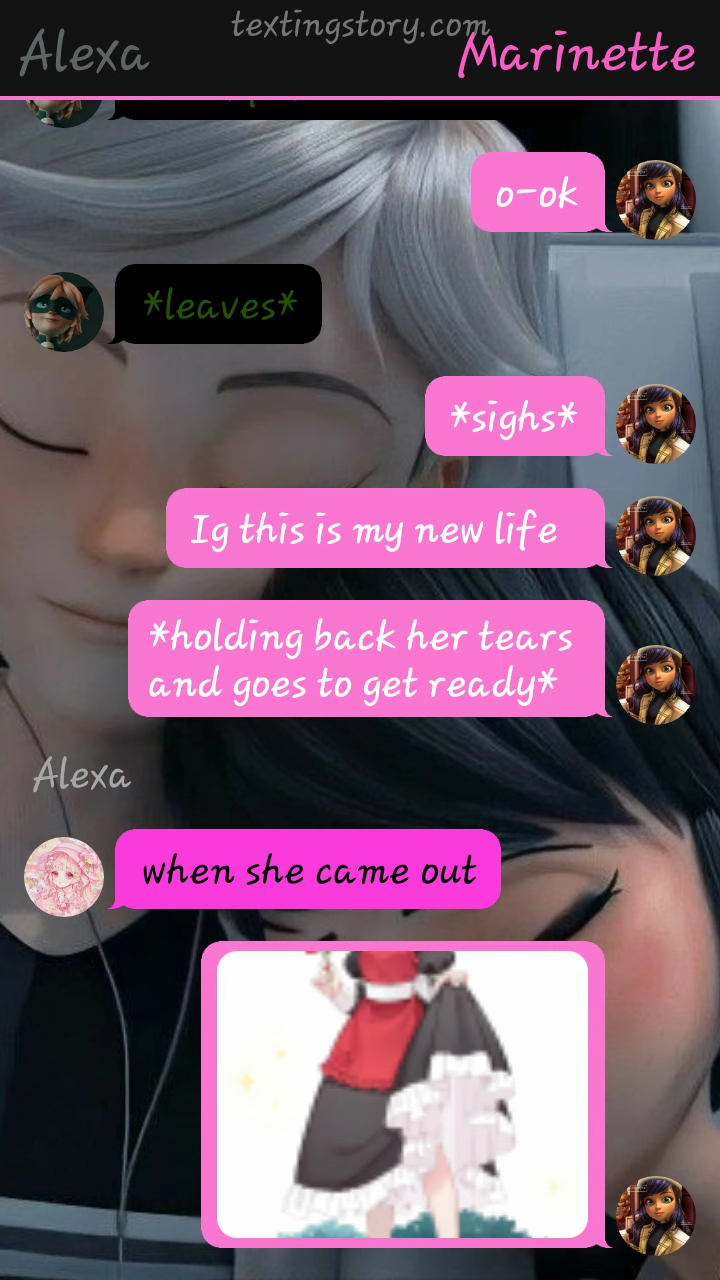 textingstory.com
Alexa
Marinette
o-ok
*leaves*
*sighs*
Ig this is my new life
*holding back her tears
and goes to get ready*
Alexa
when she came out